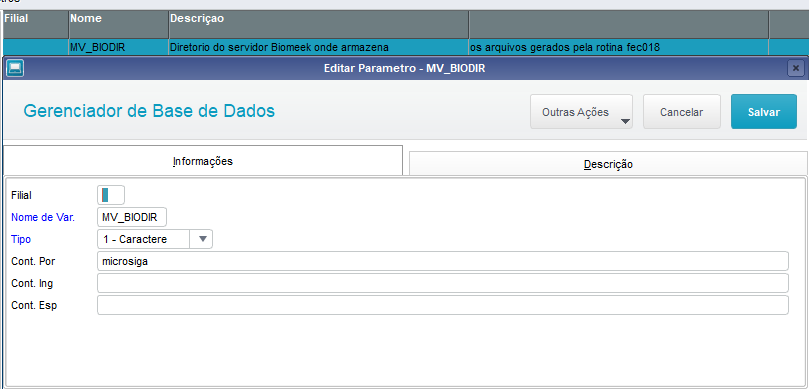 Filial Nome Descriçao
MV_BIODIR Diretorio do servidor Biomeek onde armazena os arquivos gerados pela rotina fec018
Editar Parametro - MV_BIODIR
Gerenciador de Base de Dados Outras Ações Cancelar Salvar
Informações Descrição
Filial
Nome de Var. MV_BIODIR
Tipo 1 - Caractere
Cont. Por microsiga
Cont. Ing
Cont. Esp